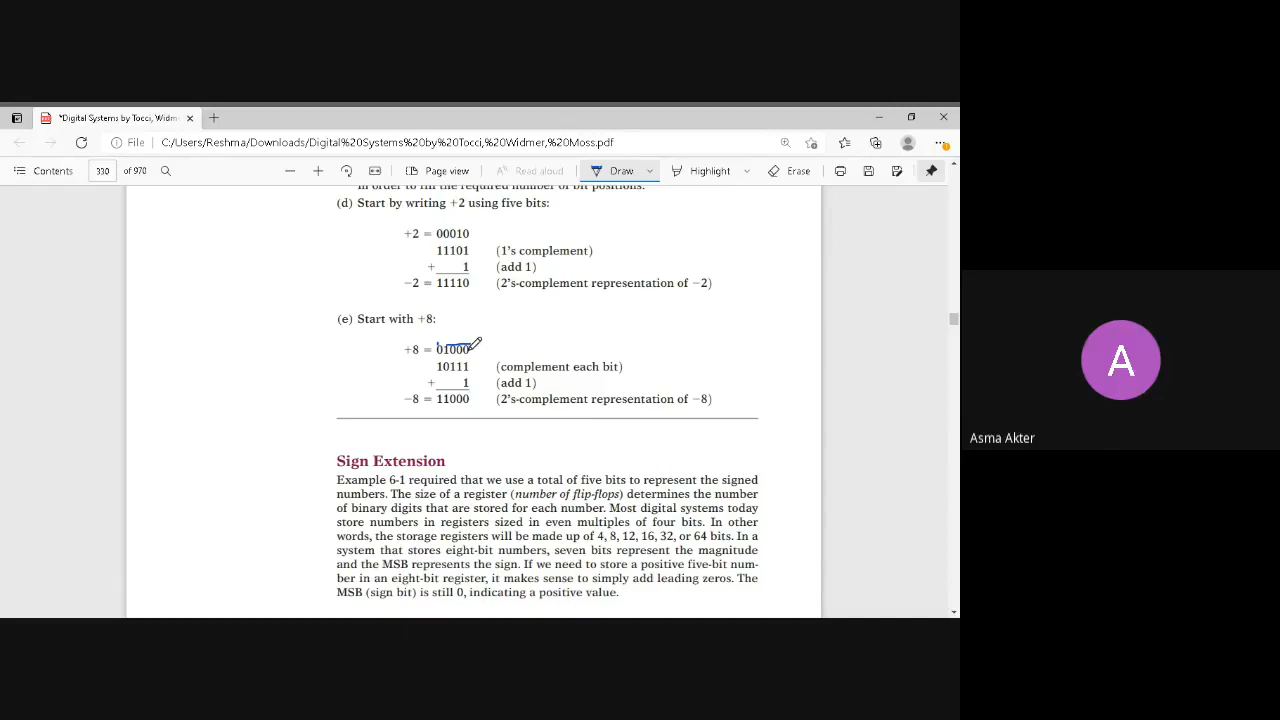 *Digital Systems by Tocci, Widm
File
C:/Users/Reshma/Downloads/Digital%20Systems%20by%20Tocci,%20Widmer,%20Moss.pdf
Contents
330 of 970
Page view
Read aloud
Draw
Highlight
Erase
in order to fill the required number of bit positions.
(d) Start by writing +2 using five bits:
+2 = 00010
11101 (1's complement)
+ 1 (add 1)
−2 = 11110 (2's-complement representation of −2)
(e) Start with +8:
+8 = 01000
10111 (complement each bit)
+ 1 (add 1)
−8 = 11000 (2's-complement representation of −8)
Sign Extension
Example 6-1 required that we use a total of five bits to represent the signed
numbers. The size of a register (number of flip-flops) determines the number
of binary digits that are stored for each number. Most digital systems today
store numbers in registers sized in even multiples of four bits. In other
words, the storage registers will be made up of 4, 8, 12, 16, 32, or 64 bits. In a
system that stores eight-bit numbers, seven bits represent the magnitude
and the MSB represents the sign. If we need to store a positive five-bit num-
ber in an eight-bit register, it makes sense to simply add leading zeros. The
MSB (sign bit) is still 0, indicating a positive value.
A
Asma Akter